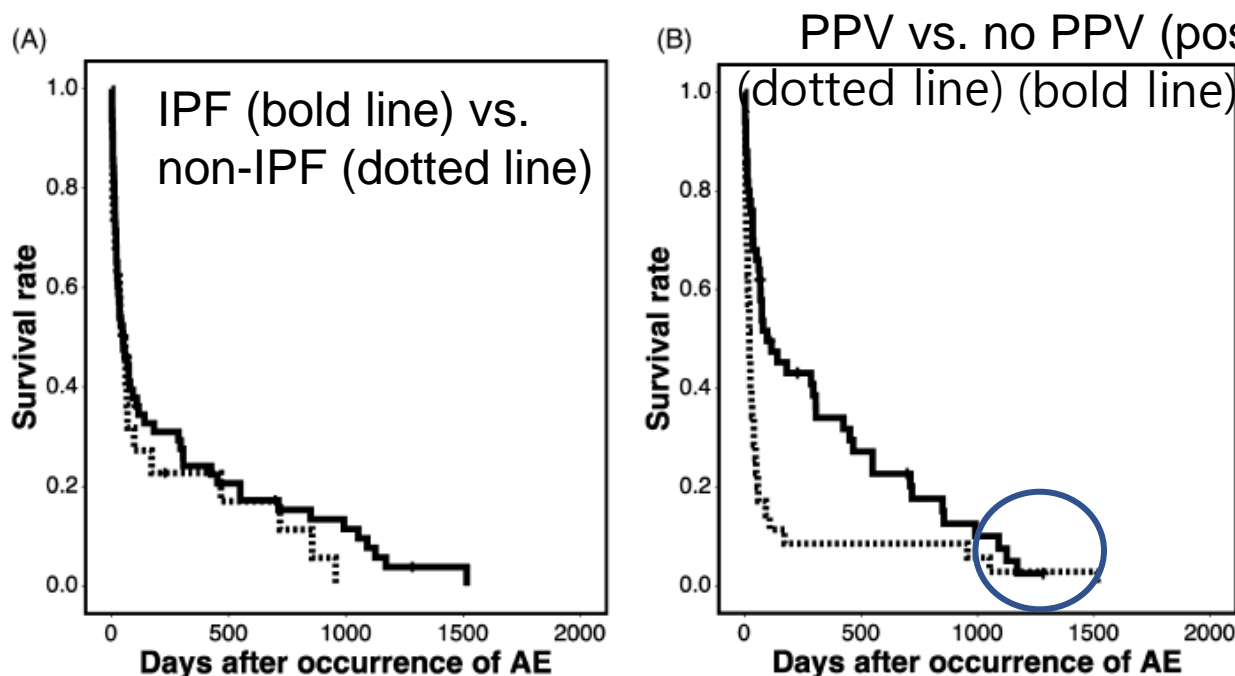 (A)
IPF (bold line) vs.
non-IPF (dotted line)
Survival rate
1.0
0.8
0.6
0.4
0.2
0.0
0 500 1000 1500 2000
Days after occurrence of AE
(B)
PPV vs. no PPV (pos
(dotted line) (bold line)
Survival rate
1.0
0.8
0.6
0.4
0.2
0.0
0 500 1000 1500 2000
Days after occurrence of AE